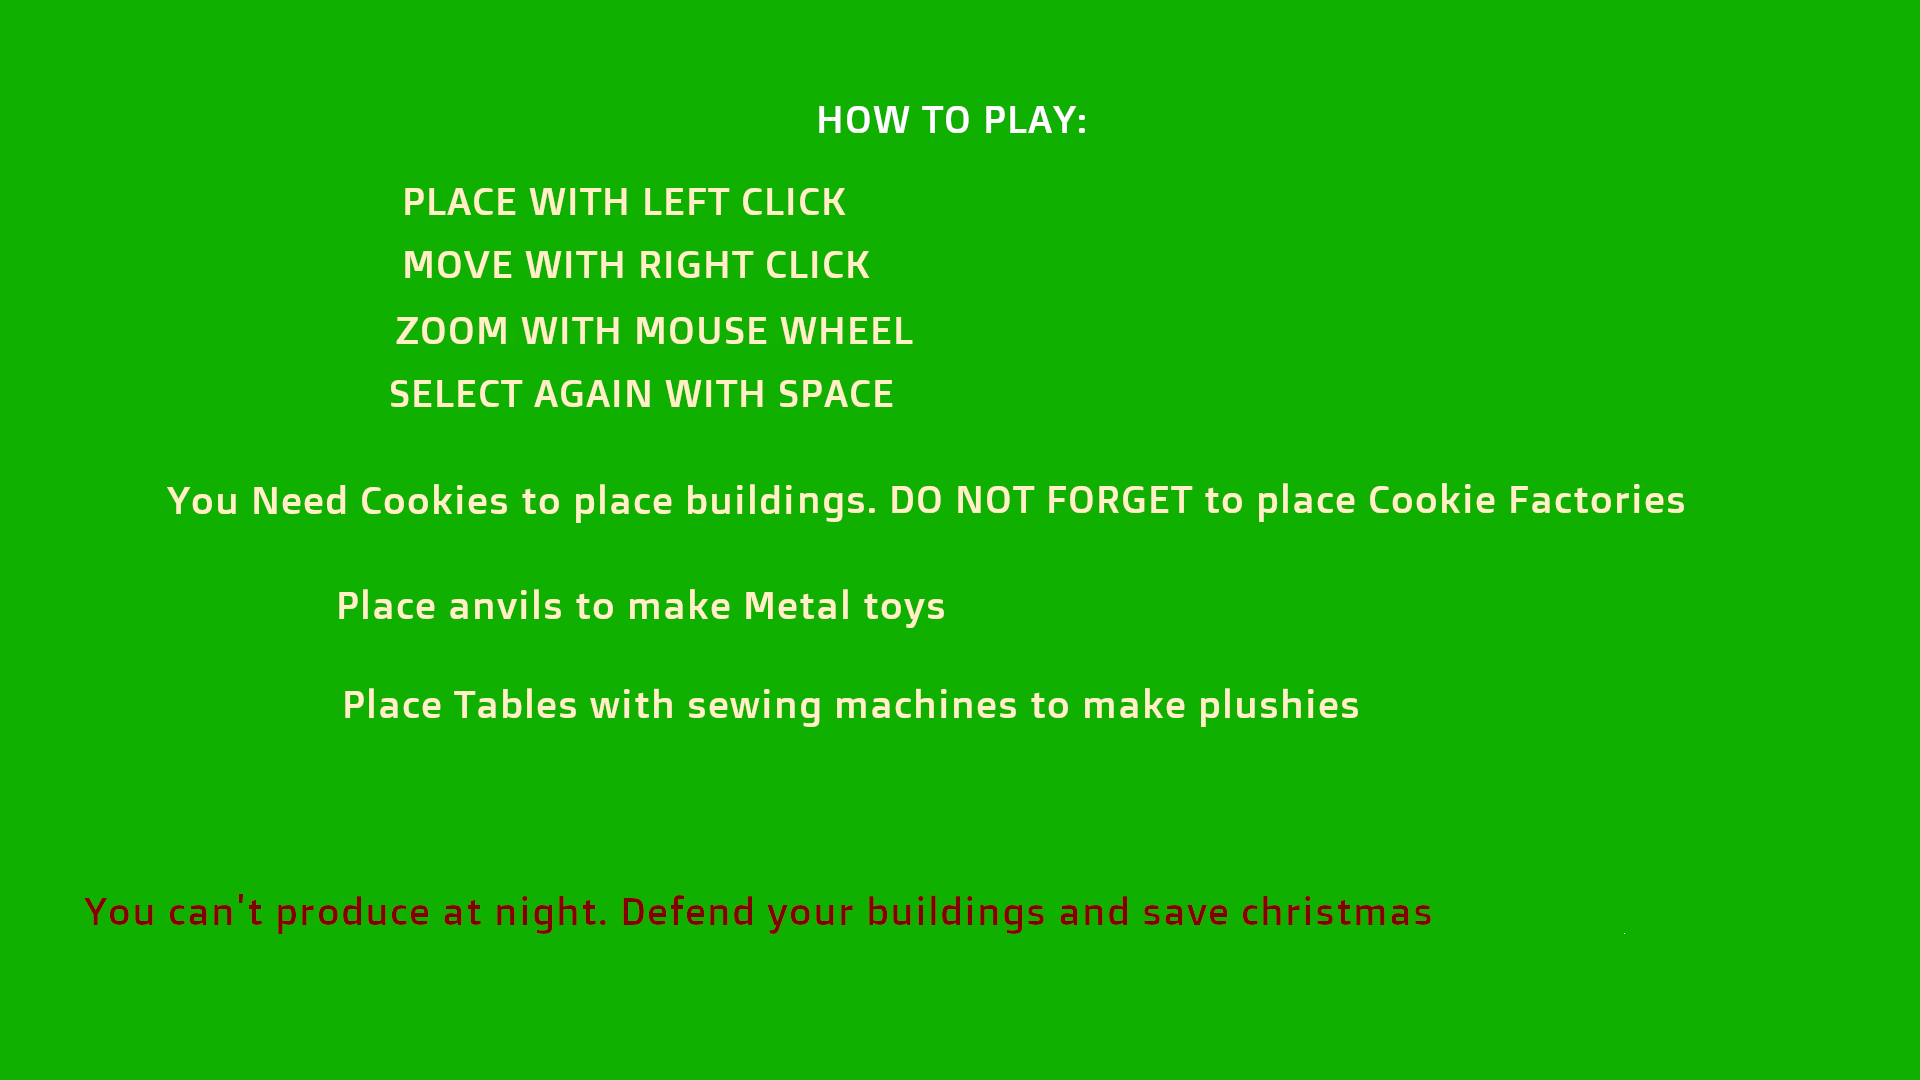 HOW TO PLAY:
PLACE WITH LEFT CLICK
MOVE WITH RIGHT CLICK
ZOOM WITH MOUSE WHEEL
SELECT AGAIN WITH SPACE
You Need Cookies to place buildings. DO NOT FORGET to place Cookie Factories
Place anvils to make Metal toys
Place Tables with sewing machines to make plushies
You can't produce at night. Defend your buildings and save christmas